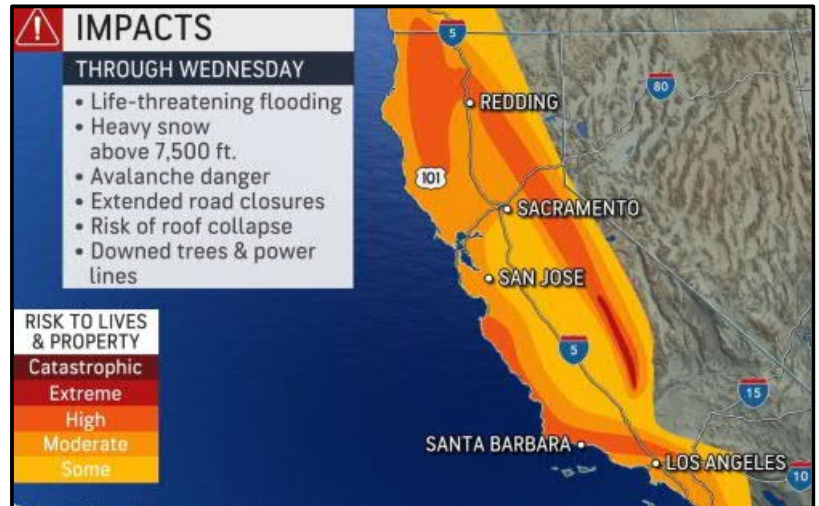 IMPACTS
THROUGH WEDNESDAY
• Life-threatening flooding
• Heavy snow
above 7,500 ft.
• Avalanche danger
• Extended road closures
• Risk of roof collapse
• Downed trees & power
lines
RISK TO LIVES
& PROPERTY
Catastrophic
Extreme
High
Moderate
Some
5
REDDING
80
101
SACRAMENTO
SAN JOSE
5
15
SANTA BARBARA
LOS ANGELES
10